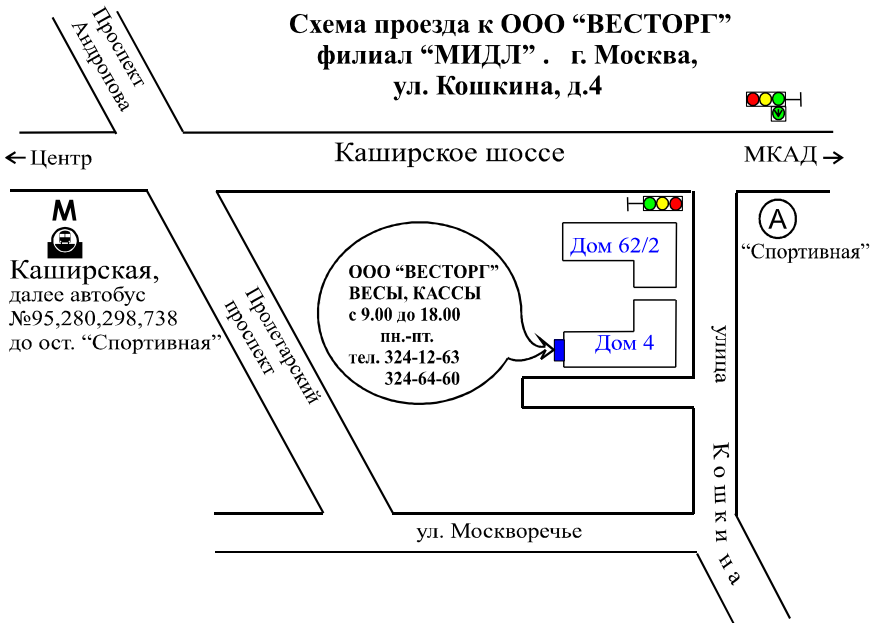 Схема проезда к ООО “ВЕСТОРГ”
филиал “МИДЛ” . г. Москва,
ул. Кошкина, д.4
Проспект
Андропова
← Центр
Каширское шоссе
МКАД →
М
Каширская,
далее автобус
№95,280,298,738
до ост. “Спортивная”
А
“Спортивная”
Дом 62/2
ООО “ВЕСТОРГ”
ВЕСЫ, КАССЫ
с 9.00 до 18.00
пн.-пт.
тел. 324-12-63
324-64-60
Дом 4
Пролетарский
проспект
улица Кошкина
ул. Москворечье